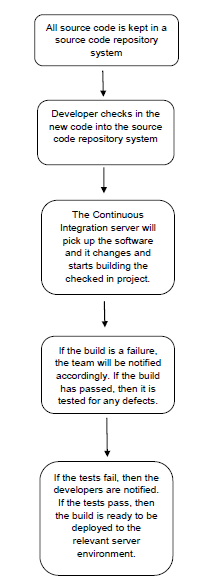 All source code is kept in a
source code repository
system
Developer checks in the
new code into the source
code repository system
The Continuous
Integration server will
pick up the software
and it changes and
starts building the
checked in project.
If the build is a failure,
the team will be notified
accordingly. If the build
has passed, then it is
tested for any defects.
If the tests fail, then the
developers are notified.
If the tests pass, then
the build is ready to be
deployed to the
relevant server
environment.